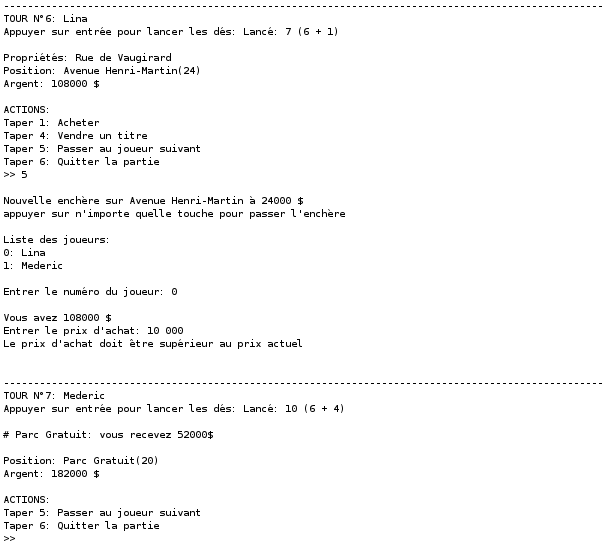 ----------------------------------------------------------------------------------------------------
TOUR N°6: Lina
Appuyer sur entrée pour lancer les dés: Lancé: 7 (6 + 1)
Propriétés: Rue de Vaugirard
Position: Avenue Henri-Martin(24)
Argent: 108000 $
ACTIONS:
Taper 1: Acheter
Taper 4: Vendre un titre
Taper 5: Passer au joueur suivant
Taper 6: Quitter la partie
>> 5
Nouvelle enchère sur Avenue Henri-Martin à 24000 $
appuyer sur n'importe quelle touche pour passer l'enchère
Liste des joueurs:
0: Lina
1: Mederic
Entrer le numéro du joueur: 0
Vous avez 108000 $
Entrer le prix d'achat: 10 000
Le prix d'achat doit être supérieur au prix actuel
----------------------------------------------------------------------------------------------------
TOUR N°7: Mederic
Appuyer sur entrée pour lancer les dés: Lancé: 10 (6 + 4)
# Parc Gratuit: vous recevez 52000$
Position: Parc Gratuit(20)
Argent: 182000 $
ACTIONS:
Taper 5: Passer au joueur suivant
Taper 6: Quitter la partie
>>